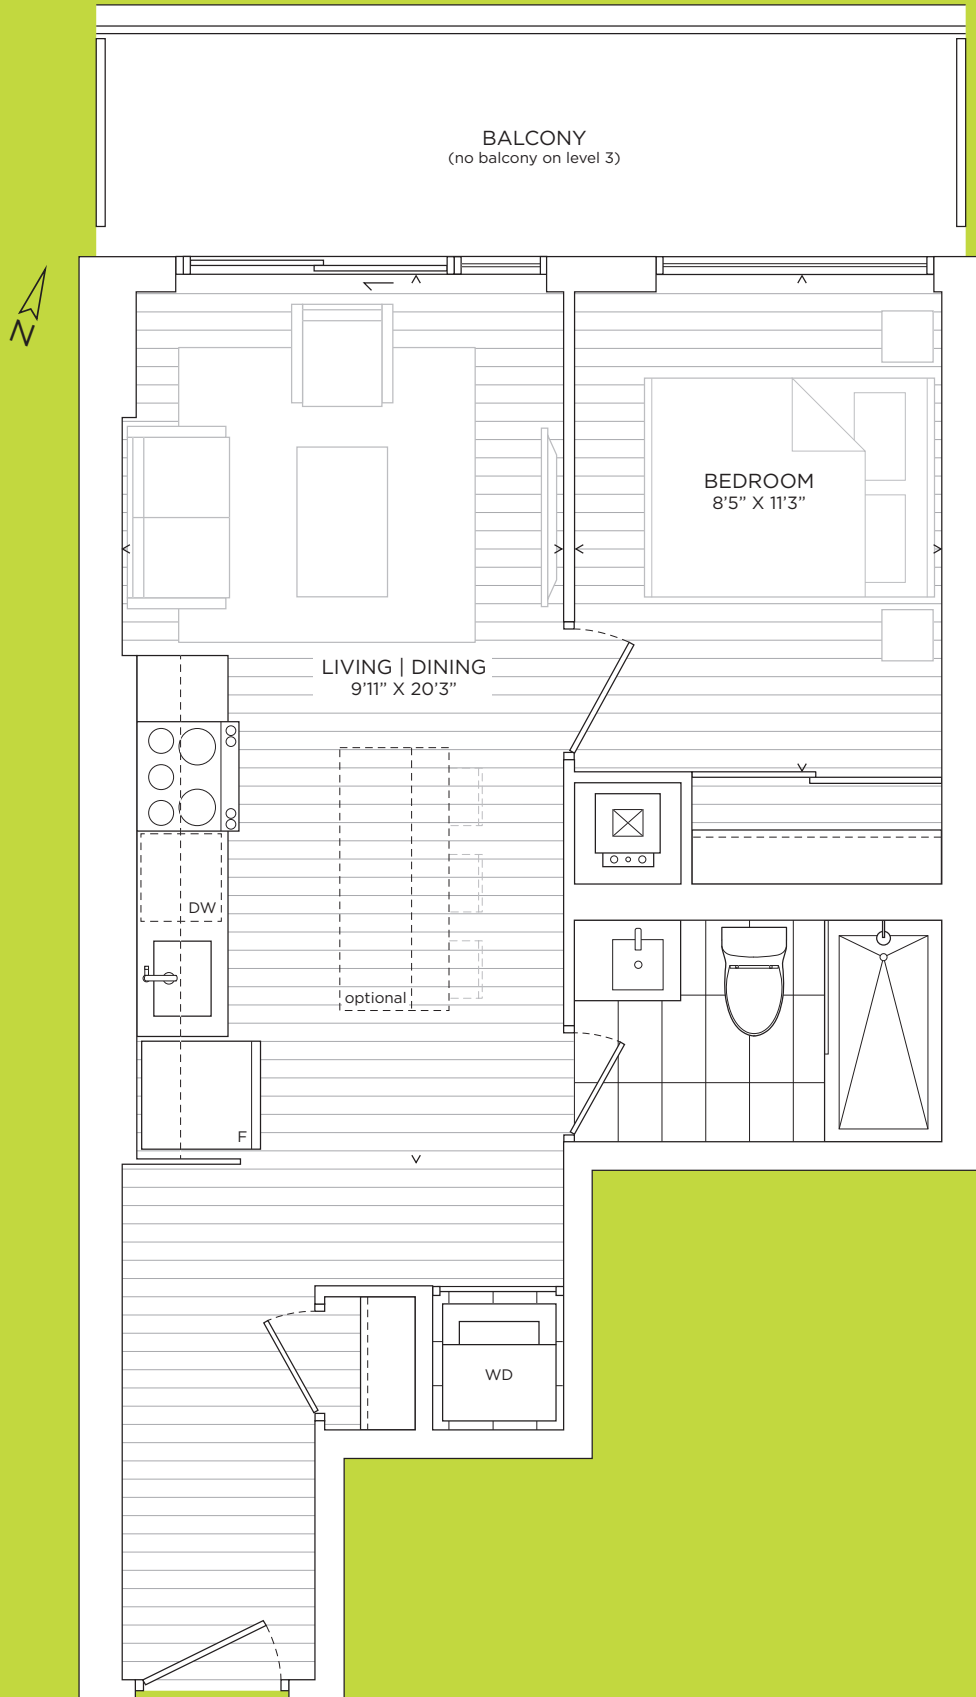 BALCONY
(no balcony on level 3)
N
BEDROOM
8’5” X 11’3”
LIVING | DINING
9’11” X 20’3”
DW
optional
F
WD